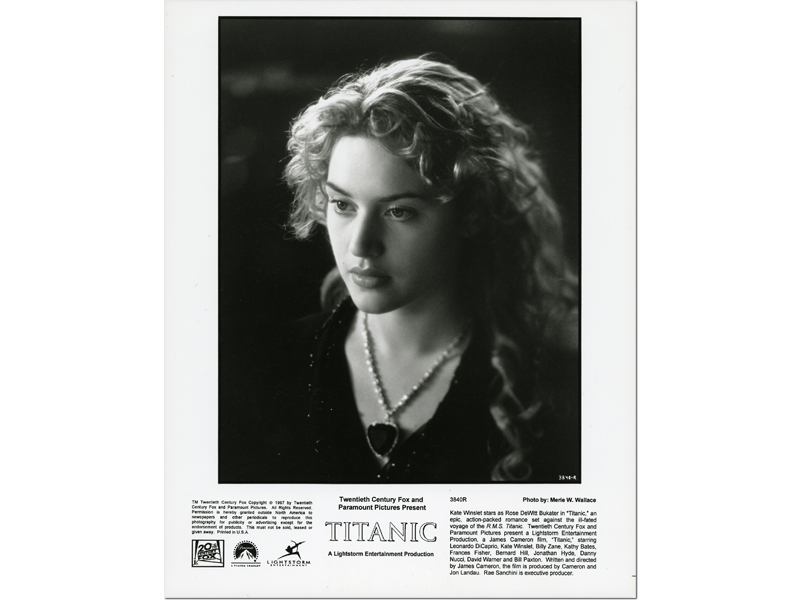 3840-R
TM Twentieth Century Fox Copyright © 1997 by Twentieth
Century Fox and Paramount Pictures. All Rights Reserved.
Permission is hereby granted outside North America to
newspapers and other periodicals to reproduce this
photography for publicity or advertising except for the
endorsement of products. This must not be sold, leased or
given away. Printed in U.S.A.
20th
CENTURY
FOX
Paramount
LIGHTSTORM
ENTERTAINMENT
Twentieth Century Fox and
Paramount Pictures Present
TITANIC
A Lightstorm Entertainment Production
3840R Photo by: Merie W. Wallace
Kate Winslet stars as Rose DeWitt Bukater in "Titanic," an
epic, action-packed romance set against the ill-fated
voyage of the R.M.S. Titanic. Twentieth Century Fox and
Paramount Pictures present a Lightstorm Entertainment
Production, a James Cameron film, "Titanic," starring
Leonardo DiCaprio, Kate Winslet, Billy Zane, Kathy Bates,
Frances Fisher, Bernard Hill, Jonathan Hyde, Danny
Nucci, David Warner and Bill Paxton. Written and directed
by James Cameron, the film is produced by Cameron and
Jon Landau. Rae Sanchini is executive producer.